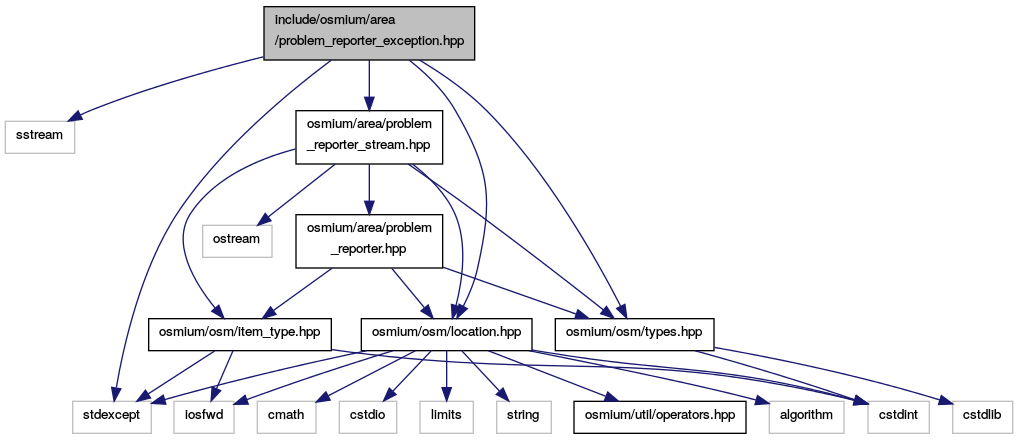 include/osmium/area
/problem_reporter_exception.hpp
sstream
osmium/area/problem
_reporter_stream.hpp
ostream
osmium/area/problem
_reporter.hpp
osmium/osm/item_type.hpp
osmium/osm/location.hpp
osmium/osm/types.hpp
stdexcept
iosfwd
cmath
cstdio
limits
string
osmium/util/operators.hpp
algorithm
cstdint
cstdlib